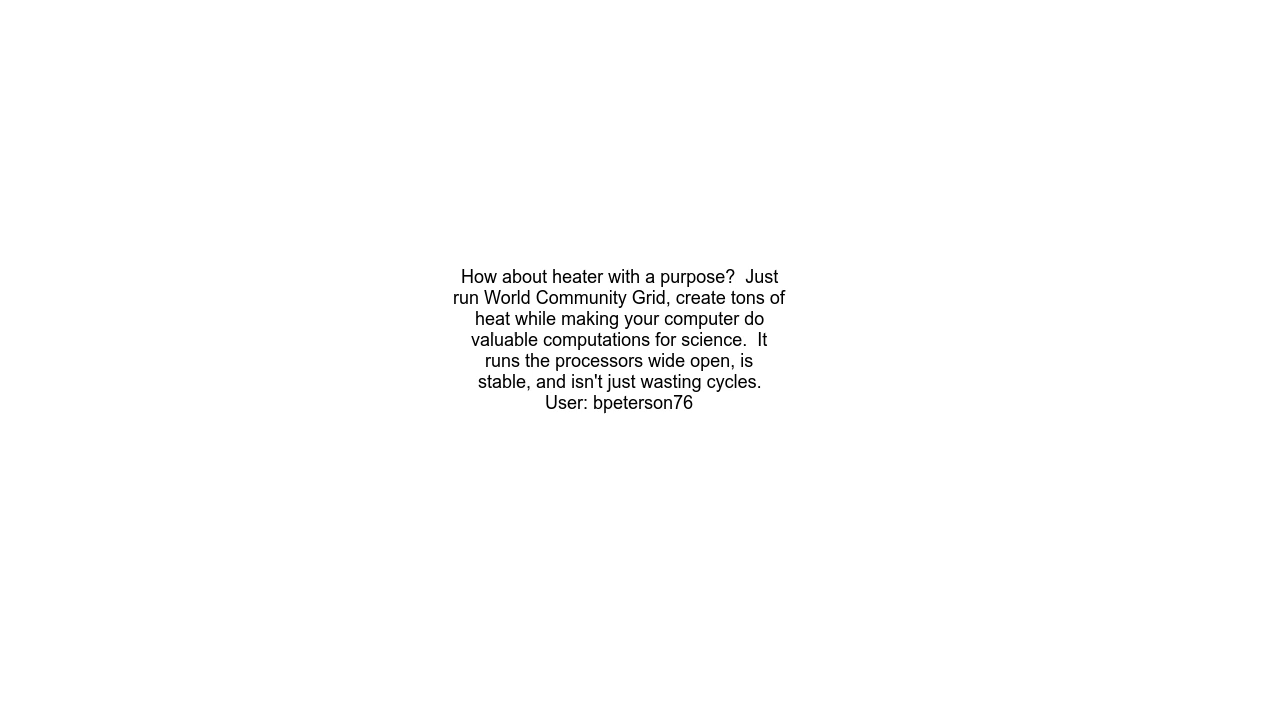 How about heater with a purpose?  Just
run World Community Grid, create tons of
heat while making your computer do
valuable computations for science.  It
runs the processors wide open, is
stable, and isn't just wasting cycles.
User: bpeterson76